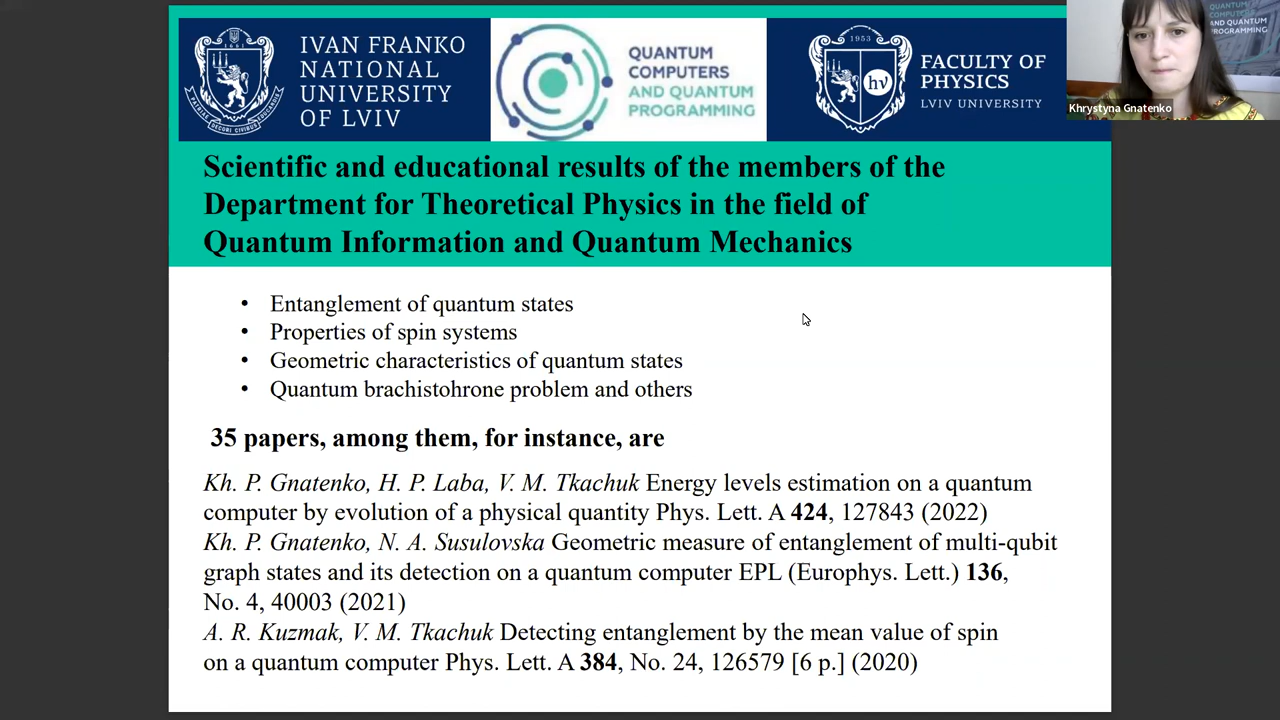 IVAN FRANKO
NATIONAL
UNIVERSITY
OF LVIV
QUANTUM
COMPUTERS
AND QUANTUM
PROGRAMMING
1953
hν
FACULTY OF
PHYSICS
LVIV UNIVERSITY
QUANTUM
PROGRAMMING
Khrystyna Gnatenko
Scientific and educational results of the members of the
Department for Theoretical Physics in the field of
Quantum Information and Quantum Mechanics
• Entanglement of quantum states
• Properties of spin systems
• Geometric characteristics of quantum states
• Quantum brachistohrone problem and others
35 papers, among them, for instance, are
Kh. P. Gnatenko, H. P. Laba, V. M. Tkachuk Energy levels estimation on a quantum
computer by evolution of a physical quantity Phys. Lett. A 424, 127843 (2022)
Kh. P. Gnatenko, N. A. Susulovska Geometric measure of entanglement of multi-qubit
graph states and its detection on a quantum computer EPL (Europhys. Lett.) 136,
No. 4, 40003 (2021)
A. R. Kuzmak, V. M. Tkachuk Detecting entanglement by the mean value of spin
on a quantum computer Phys. Lett. A 384, No. 24, 126579 [6 p.] (2020)